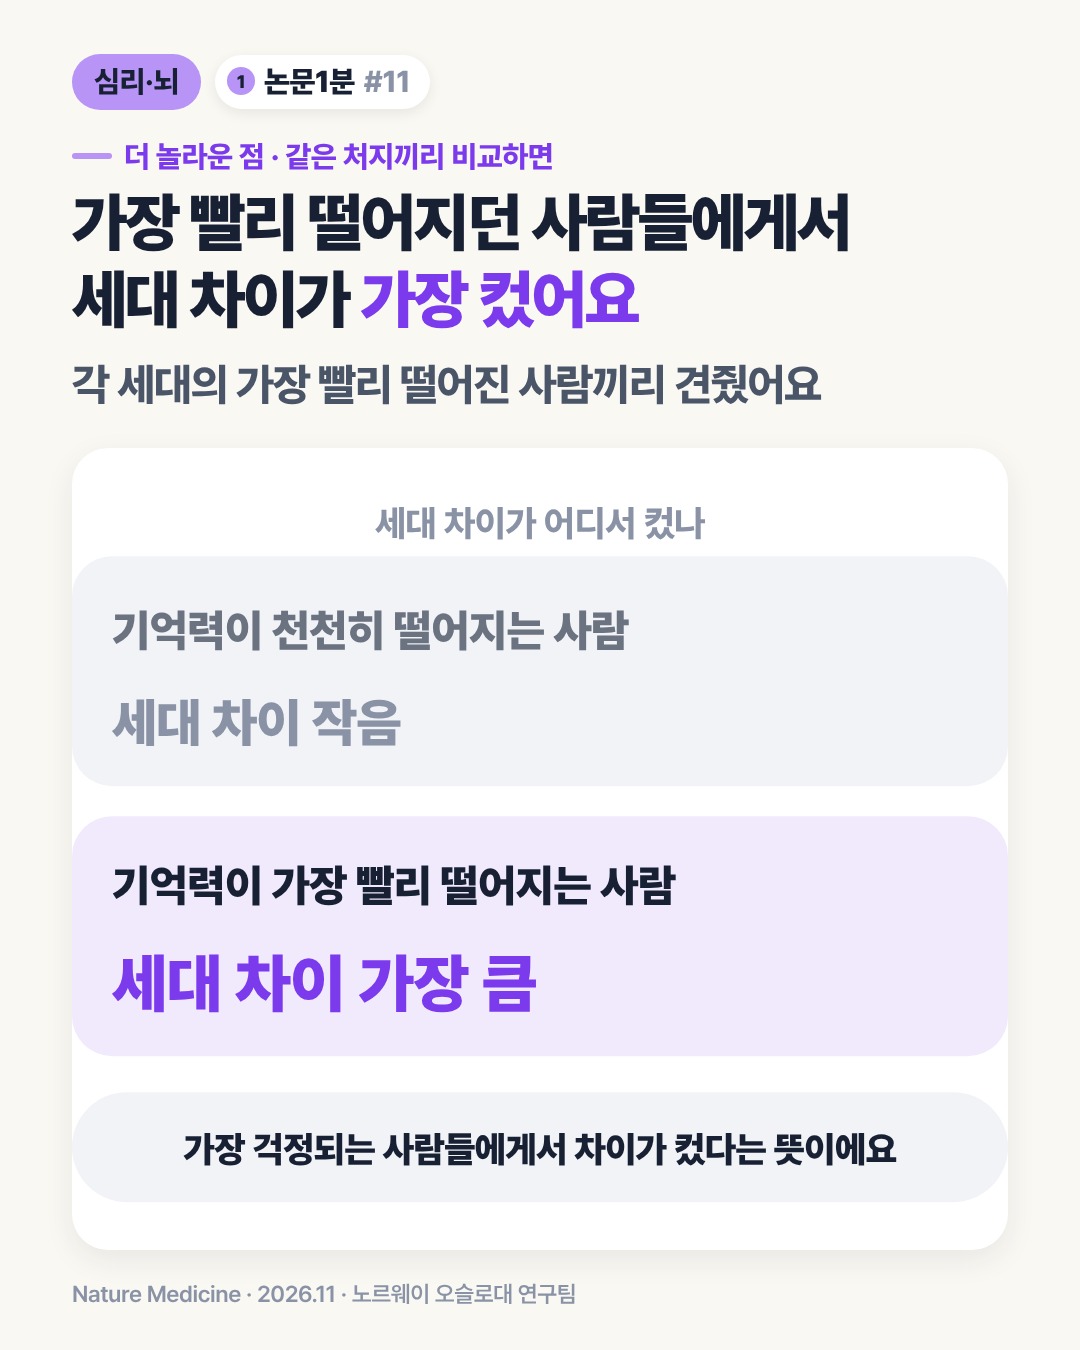 심리·뇌
1 논문1분 #11
더 놀라운 점 · 같은 처지끼리 비교하면
가장 빨리 떨어지던 사람들에게서
세대 차이가 가장 컸어요
각 세대의 가장 빨리 떨어진 사람끼리 견줬어요
세대 차이가 어디서 컸나
기억력이 천천히 떨어지는 사람
세대 차이 작음
기억력이 가장 빨리 떨어지는 사람
세대 차이 가장 큼
가장 걱정되는 사람들에게서 차이가 컸다는 뜻이에요
Nature Medicine · 2026.11 · 노르웨이 오슬로대 연구팀